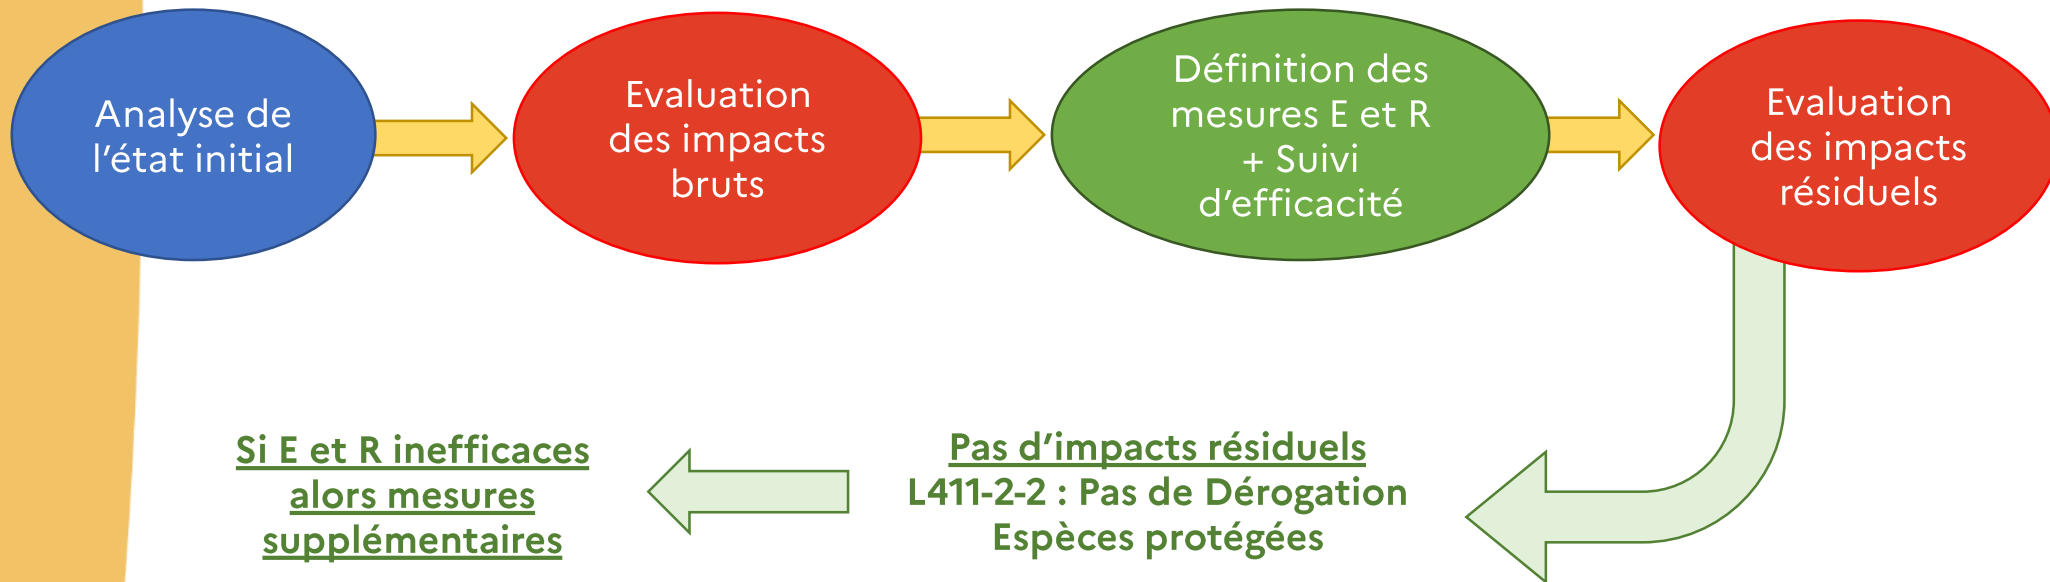 Analyse de
l'état initial
Evaluation
des impacts
bruts
Définition des
mesures E et R
+ Suivi
d'efficacité
Evaluation
des impacts
résiduels
Pas d'impacts résiduels
L411-2-2 : Pas de Dérogation
Espèces protégées
Si E et R inefficaces
alors mesures
supplémentaires